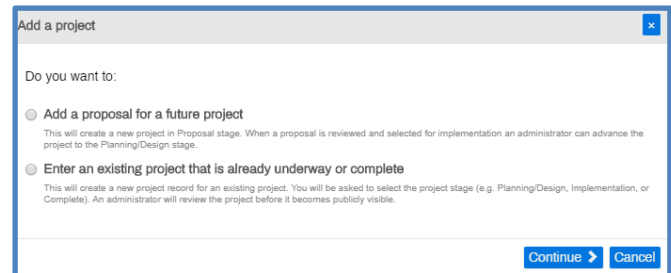 Add a project
×
Do you want to:
Add a proposal for a future project
This will create a new project in Proposal stage. When a proposal is reviewed and selected for implementation an administrator can advance the
project to the Planning/Design stage.
Enter an existing project that is already underway or complete
This will create a new project record for an existing project. You will be asked to select the project stage (e.g. Planning/Design, Implementation, or
Complete). An administrator will review the project before it becomes publicly visible.
Continue Cancel